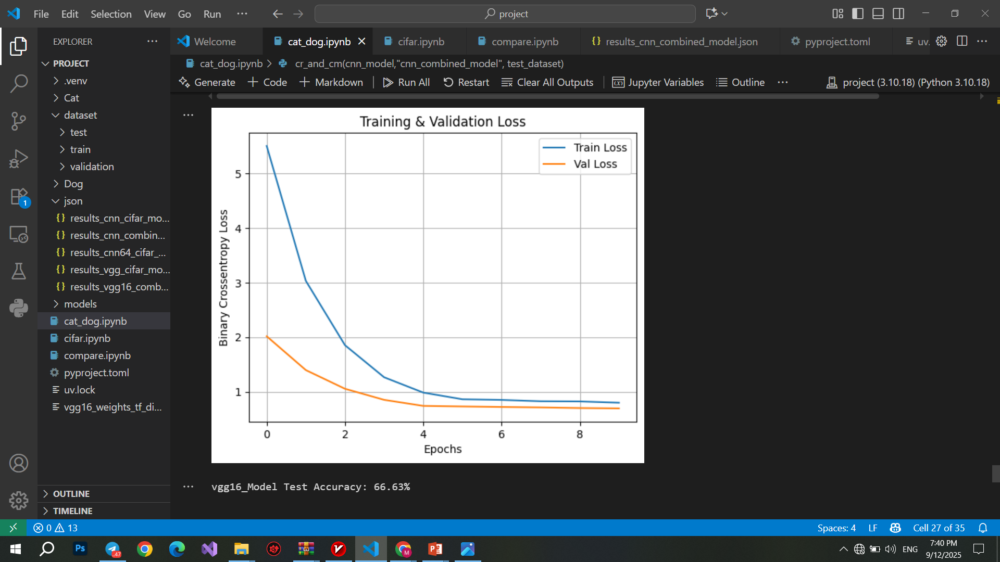 File Edit Selection View Go Run ...
project
EXPLORER ...
Welcome
cat_dog.ipynb
cifar.ipynb
compare.ipynb
{} results_cnn_combined_model.json
pyproject.toml
uv.
cat_dog.ipynb > cr_and_cm(cnn_model,"cnn_combined_model", test_dataset)
Generate + Code + Markdown | Run All Restart Clear All Outputs | Jupyter Variables Outline ... project (3.10.18) (Python 3.10.18)
PROJECT
.venv
Cat
dataset
test
train
validation
Dog
json
{} results_cnn_cifar_mo...
{} results_cnn_combin...
{} results_cnn64_cifar_...
{} results_vgg_cifar_mo...
{} results_vgg16_comb...
models
cat_dog.ipynb
cifar.ipynb
compare.ipynb
pyproject.toml
uv.lock
vgg16_weights_tf_di...
OUTLINE
TIMELINE
1
Training & Validation Loss
Train Loss
Val Loss
Binary Crossentropy Loss
5
4
3
2
1
0 2 4 6 8
Epochs
vgg16_Model Test Accuracy: 66.63%
0 13
Spaces: 4 LF Cell 27 of 35
Ps
47
M
P
ENG
7:40 PM
9/12/2025